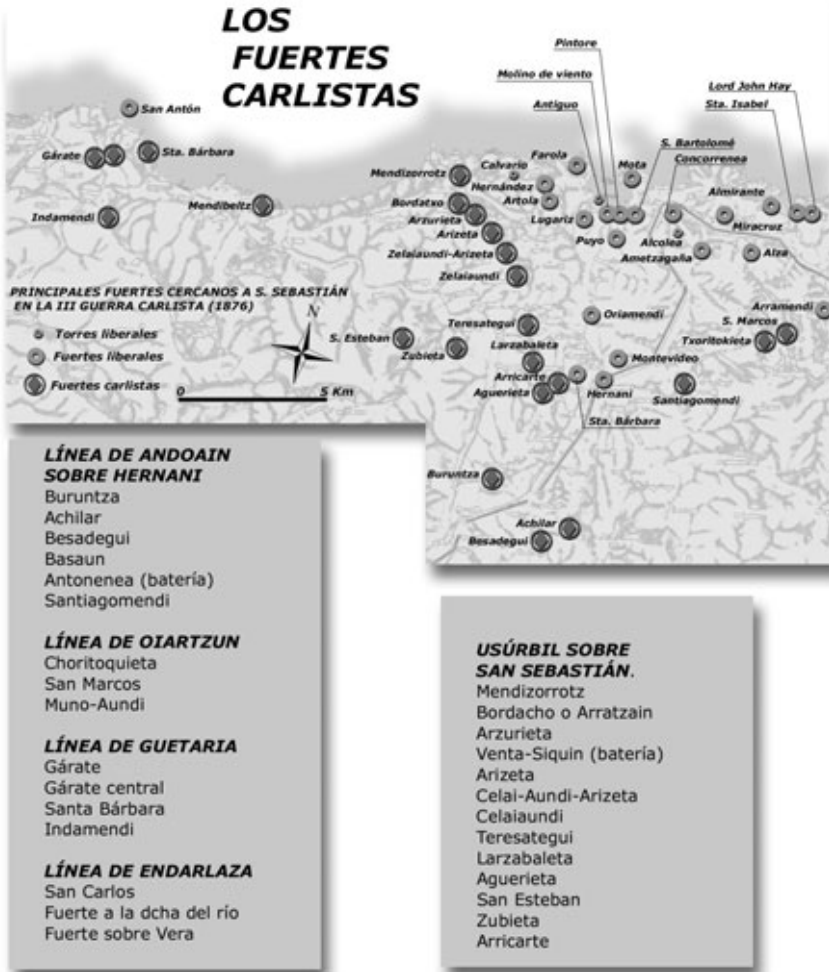 LOS
FUERTES
CARLISTAS
Pintore
Molino de viento
Lord John Hay
Antiguo
Sta. Isabel
San Antón
Gárate
Sta. Bárbara
Calvario
Farola
S. Bartolomé
Mota
Concorrenea
Mendizorrotz
Hernández
Indamendi
Mendibeltz
Bordatxo
Artola
Almirante
Arzurieta
Lugariz
Miracruz
Arizeta
Puyo
Alcolea
Zelaiaundi-Arizeta
Ametzagaña
Alza
Zelaiaundi
PRINCIPALES FUERTES CERCANOS A S. SEBASTIÁN
EN LA III GUERRA CARLISTA (1876)
N
Torres liberales
Fuertes liberales
Fuertes carlistas
0
5 Km
S. Esteban
Zubieta
Teresategui
Oriamendi
Arramendi
S. Marcos
Txoritokieta
Larzabaleta
Montevideo
Arricarte
Aguerieta
Hernani
Santiagomendi
Sta. Bárbara
Buruntza
Achilar
Besadegui
LÍNEA DE ANDOAIN
SOBRE HERNANI
Buruntza
Achilar
Besadegui
Basaun
Antonenea (batería)
Santiagomendi
LÍNEA DE OIARTZUN
Choritoquieta
San Marcos
Muno-Aundi
LÍNEA DE GUETARIA
Gárate
Gárate central
Santa Bárbara
Indamendi
LÍNEA DE ENDARLAZA
San Carlos
Fuerte a la dcha del río
Fuerte sobre Vera
USÚRBIL SOBRE
SAN SEBASTIÁN.
Mendizorrotz
Bordacho o Arratzain
Arzurieta
Venta-Siquin (batería)
Arizeta
Celai-Aundi-Arizeta
Celaiaundi
Teresategui
Larzabaleta
Aguerieta
San Esteban
Zubieta
Arricarte